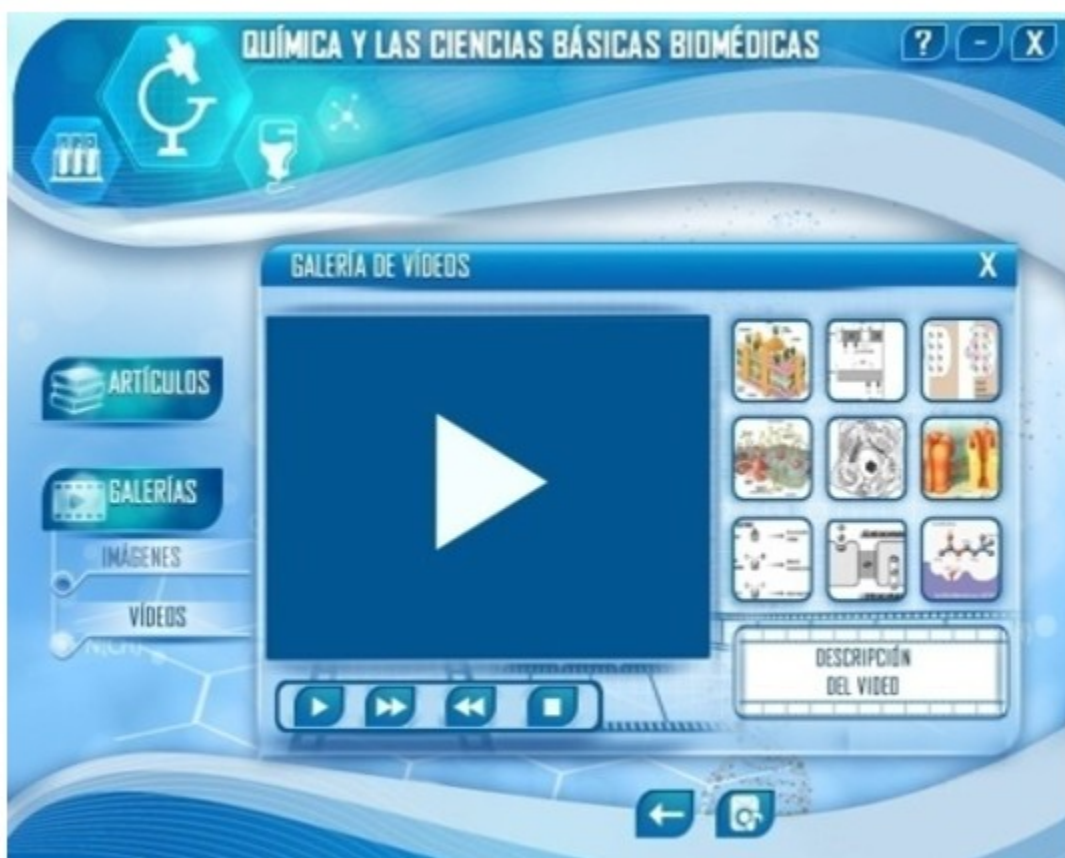 QUÍMICA Y LAS CIENCIAS BÁSICAS BIOMÉDICAS
? - X
GALERÍA DE VÍDEOS X
ARTÍCULOS
GALERÍAS
IMÁGENES
VÍDEOS
DESCRIPCIÓN
DEL VIDEO